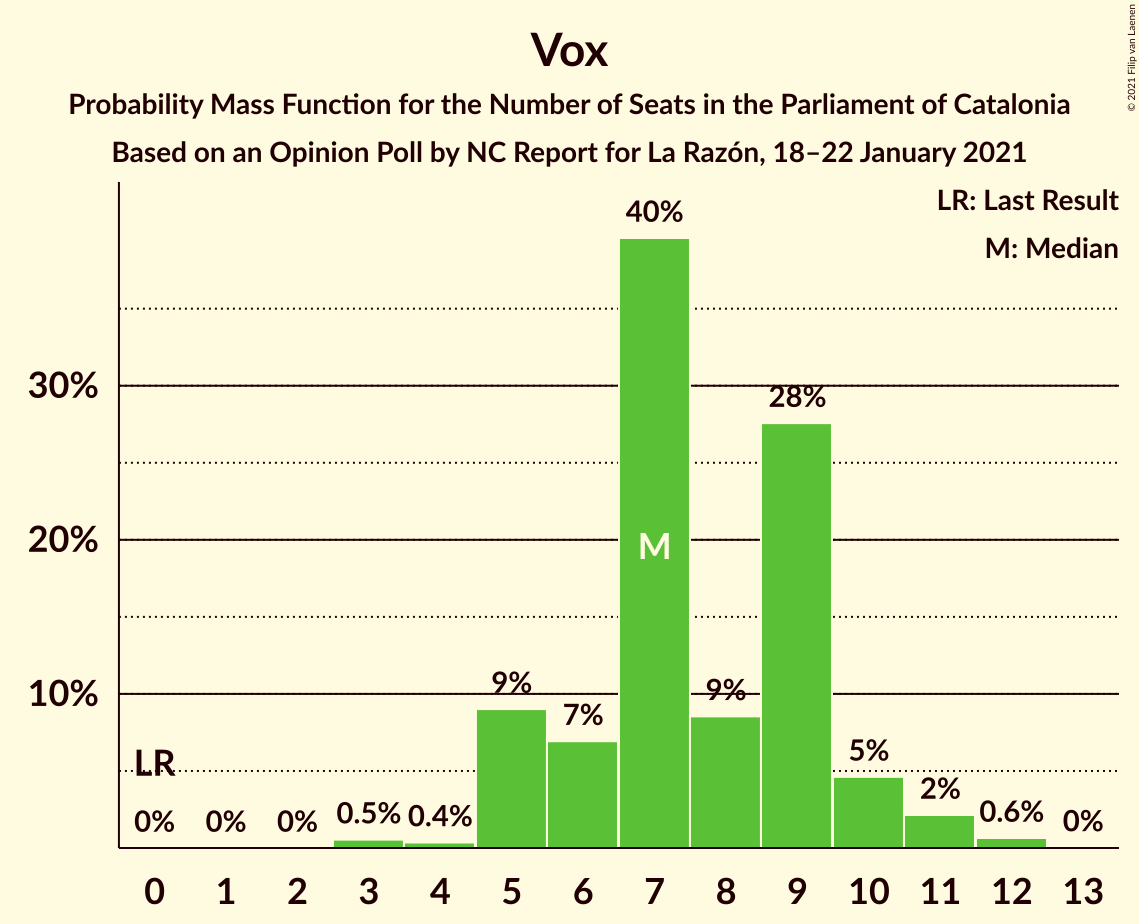 Vox
Probability Mass Function for the Number of Seats in the Parliament of Catalonia
Based on an Opinion Poll by NC Report for La Razón, 18–22 January 2021
© 2021 Filip van Laenen
LR: Last Result
M: Median
40%
30%
28%
20%
M
10%
9%
7%
9%
LR
5%
2%
0%
0%
0%
0.5%
0.4%
0.6%
0%
0 1 2 3 4 5 6 7 8 9 10 11 12 13